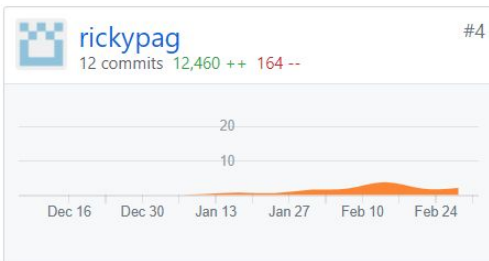 rickypag #4
12 commits 12,460 ++ 164 --
20
10
Dec 16 Dec 30 Jan 13 Jan 27 Feb 10 Feb 24